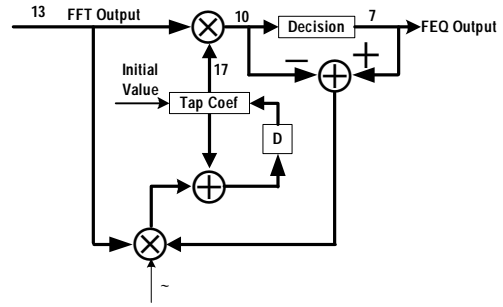 13 FFT Output 10 7
Decision FEQ Output
− +
17
Initial
Value
Tap Coef
D
~